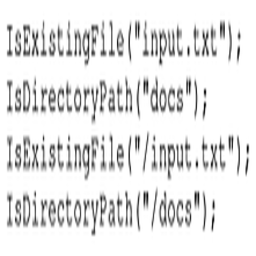 IsExistingFile("input.txt");
IsDirectoryPath("docs");
IsExistingFile("/input.txt");
IsDirectoryPath("/docs");